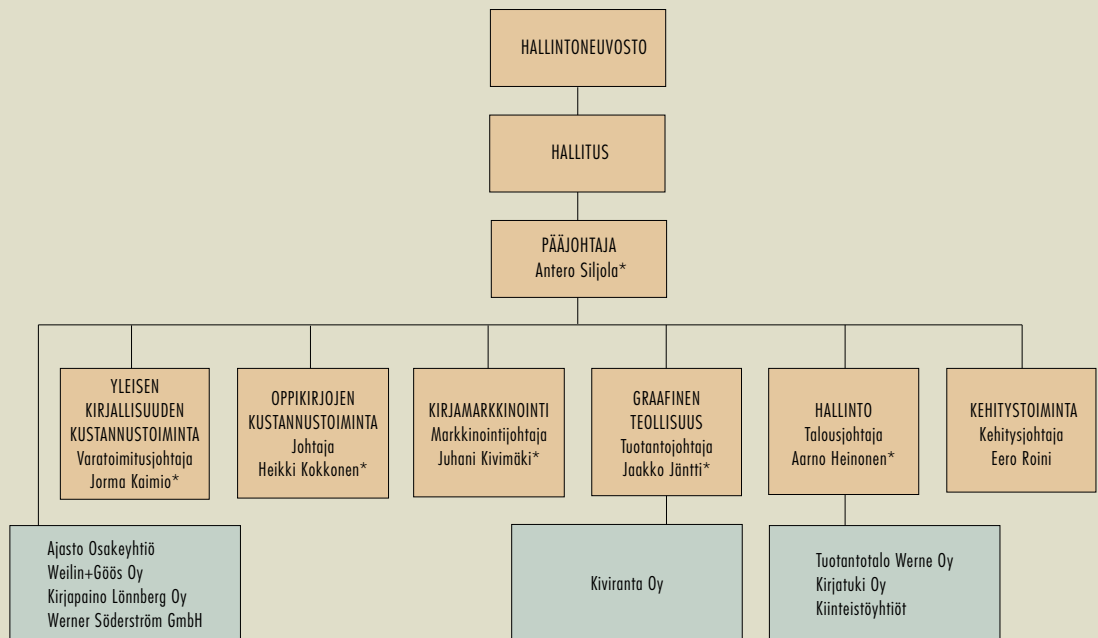 HALLINTONEUVOSTO
HALLITUS
PÄÄJOHTAJA
Antero Siljola*
YLEISEN
KIRJALLISUUDEN
KUSTANNUSTOIMINTA
Varatoimitusjohtaja
Jorma Kaimio*
OPPIKIRJOJEN
KUSTANNUSTOIMINTA
Johtaja
Heikki Kokkonen*
KIRJAMARKKINOINTI
Markkinointijohtaja
Juhani Kivimäki*
GRAAFINEN
TEOLLISUUS
Tuotantojohtaja
Jaakko Jäntti*
HALLINTO
Talousjohtaja
Aarno Heinonen*
KEHITYSTOIMINTA
Kehitysjohtaja
Eero Roini
Ajasto Osakeyhtiö
Weilin+Göös Oy
Kirjapaino Lönnberg Oy
Werner Söderström GmbH
Kiviranta Oy
Tuotantotalo Werne Oy
Kirjatuki Oy
Kiinteistöyhtiöt